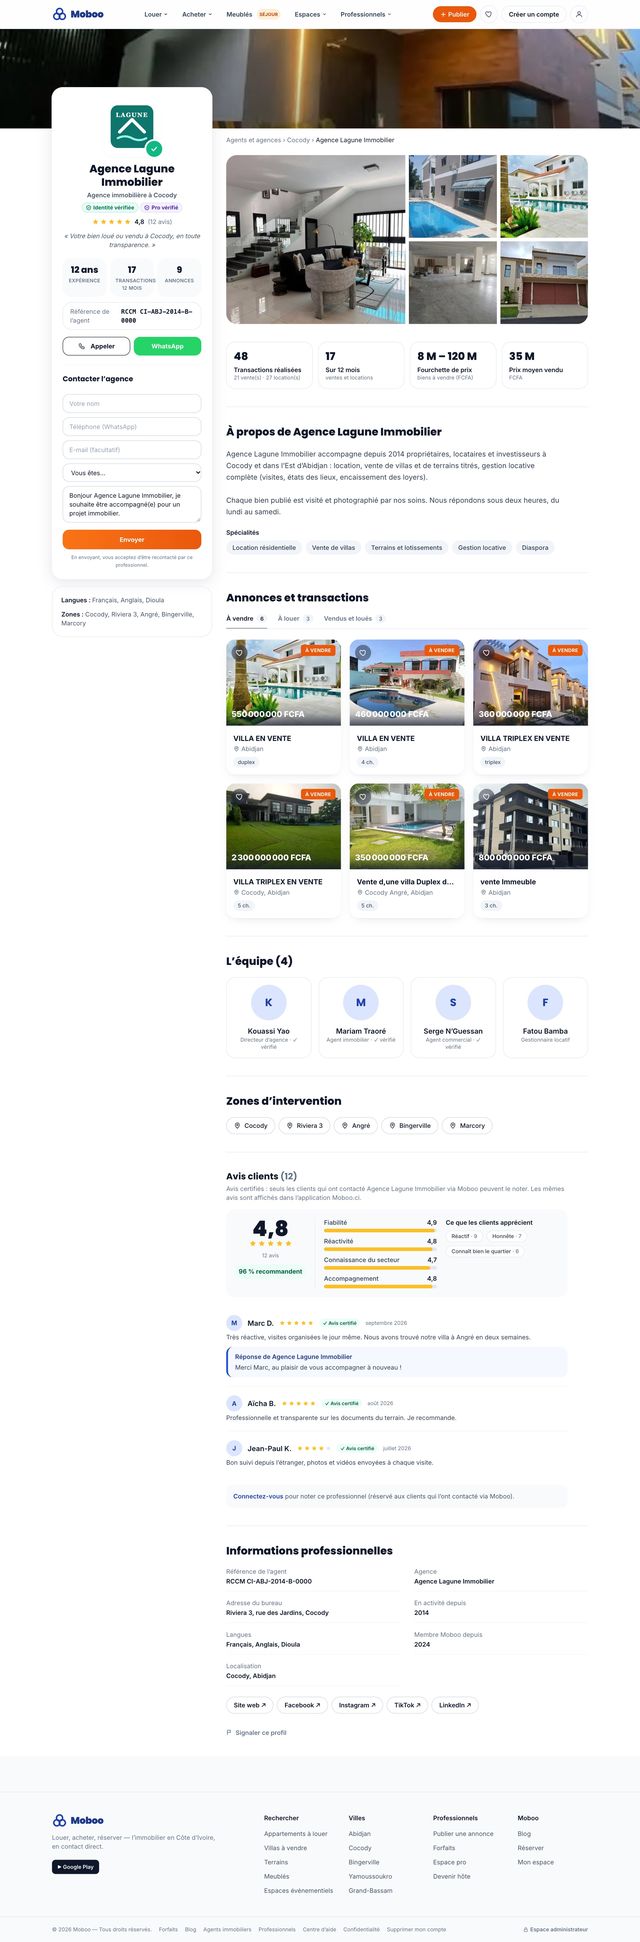 Moboo
Louer
Acheter
Meublés SÉJOUR
Espaces
Professionnels
+ Publier
Créer un compte
LAGUNE
Agence Lagune
Immobilier
Agence immobilière à Cocody
Identité vérifiée
Pro vérifié
4,8 (12 avis)
« Votre bien loué ou vendu à Cocody, en toute
transparence. »
12 ans
EXPÉRIENCE
17
TRANSACTIONS
12 MOIS
9
ANNONCES
Référence de
l'agent
RCCM CI-ABJ-2014-B-
0000
Appeler
WhatsApp
Contacter l'agence
Votre nom
Téléphone (WhatsApp)
E-mail (facultatif)
Vous êtes...
Bonjour Agence Lagune Immobilier, je
souhaite être accompagné(e) pour un
projet immobilier.
Envoyer
En envoyant, vous acceptez d'être recontacté par ce
professionnel.
Langues : Français, Anglais, Dioula
Zones : Cocody, Riviera 3, Angré, Bingerville,
Marcory
Agents et agences › Cocody › Agence Lagune Immobilier
48
Transactions réalisées
21 vente(s) · 27 location(s)
17
Sur 12 mois
ventes et locations
8 M – 120 M
Fourchette de prix
biens à vendre (FCFA)
35 M
Prix moyen vendu
FCFA
À propos de Agence Lagune Immobilier
Agence Lagune Immobilier accompagne depuis 2014 propriétaires, locataires et investisseurs à
Cocody et dans l'Est d'Abidjan : location, vente de villas et de terrains titrés, gestion locative
complète (visites, états des lieux, encaissement des loyers).
Chaque bien publié est visité et photographié par nos soins. Nous répondons sous deux heures, du
lundi au samedi.
Spécialités
Location résidentielle
Vente de villas
Terrains et lotissements
Gestion locative
Diaspora
Annonces et transactions
À vendre 6
À louer 3
Vendus et loués 3
À VENDRE
550 000 000 FCFA
VILLA EN VENTE
Abidjan
duplex
À VENDRE
460 000 000 FCFA
VILLA EN VENTE
Abidjan
4 ch.
À VENDRE
360 000 000 FCFA
VILLA TRIPLEX EN VENTE
Abidjan
triplex
À VENDRE
2 300 000 000 FCFA
VILLA TRIPLEX EN VENTE
Cocody, Abidjan
5 ch.
À VENDRE
350 000 000 FCFA
Vente d,une villa Duplex d...
Cocody Angré, Abidjan
5 ch.
À VENDRE
800 000 000 FCFA
vente Immeuble
Abidjan
3 ch.
L'équipe (4)
K
Kouassi Yao
Directeur d'agence · ✓
vérifié
M
Mariam Traoré
Agent immobilier · ✓ vérifié
S
Serge N'Guessan
Agent commercial · ✓
vérifié
F
Fatou Bamba
Gestionnaire locatif
Zones d'intervention
Cocody
Riviera 3
Angré
Bingerville
Marcory
Avis clients (12)
Avis certifiés : seuls les clients qui ont contacté Agence Lagune Immobilier via Moboo peuvent le noter. Les mêmes
avis sont affichés dans l'application Moboo.ci.
4,8
12 avis
96 % recommandent
Fiabilité 4,9
Réactivité 4,8
Connaissance du secteur 4,7
Accompagnement 4,8
Ce que les clients apprécient
Réactif · 9
Honnête · 7
Connaît bien le quartier · 6
M
Marc D. ✓ Avis certifié septembre 2026
Très réactive, visites organisées le jour même. Nous avons trouvé notre villa à Angré en deux semaines.
Réponse de Agence Lagune Immobilier
Merci Marc, au plaisir de vous accompagner à nouveau !
A
Aïcha B. ✓ Avis certifié août 2026
Professionnelle et transparente sur les documents du terrain. Je recommande.
J
Jean-Paul K. ✓ Avis certifié juillet 2026
Bon suivi depuis l'étranger, photos et vidéos envoyées à chaque visite.
Connectez-vous pour noter ce professionnel (réservé aux clients qui l'ont contacté via Moboo).
Informations professionnelles
Référence de l'agent
RCCM CI-ABJ-2014-B-0000
Agence
Agence Lagune Immobilier
Adresse du bureau
Riviera 3, rue des Jardins, Cocody
En activité depuis
2014
Langues
Français, Anglais, Dioula
Membre Moboo depuis
2024
Localisation
Cocody, Abidjan
Site web ↗
Facebook ↗
Instagram ↗
TikTok ↗
LinkedIn ↗
Signaler ce profil
Moboo
Louer, acheter, réserver — l'immobilier en Côte d'Ivoire,
en contact direct.
Google Play
Rechercher
Appartements à louer
Villas à vendre
Terrains
Meublés
Espaces événementiels
Villes
Abidjan
Cocody
Bingerville
Yamoussoukro
Grand-Bassam
Professionnels
Publier une annonce
Forfaits
Espace pro
Devenir hôte
Moboo
Blog
Réserver
Mon espace
© 2026 Moboo — Tous droits réservés. Forfaits Blog Agents immobiliers Professionnels Centre d'aide Confidentialité Supprimer mon compte
Espace administrateur